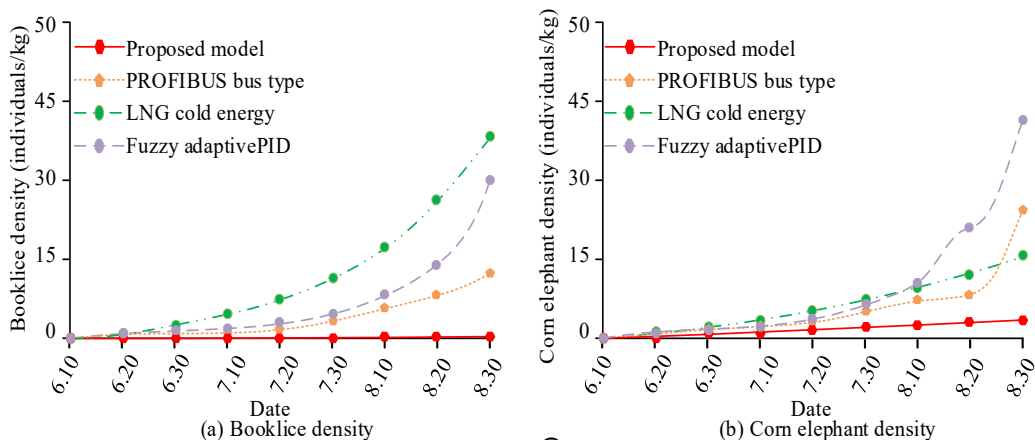 Booklice density (individuals/kg)
50
45
30
15
0
Proposed model
PROFIBUS bus type
LNG cold energy
Fuzzy adaptivePID
6.10 6.20 6.30 7.10 7.20 7.30 8.10 8.20 8.30
Date
(a) Booklice density
Corn elephant density (individuals/kg)
50
45
30
15
0
Proposed model
PROFIBUS bus type
LNG cold energy
Fuzzy adaptivePID
6.10 6.20 6.30 7.10 7.20 7.30 8.10 8.20 8.30
Date
(b) Corn elephant density